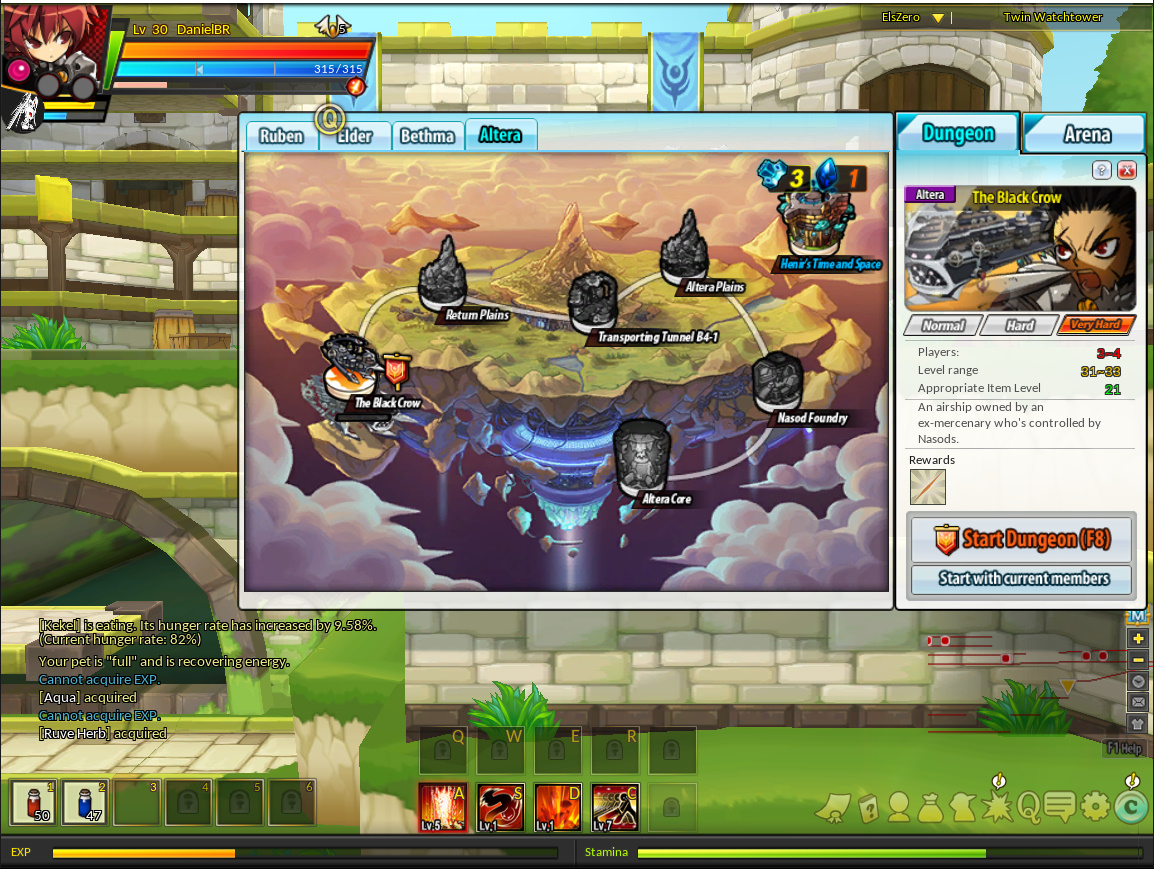 Lv 30 DanielBR
5
315/315
ElsZero
Twin Watchtower
Q
Ruben
Elder
Bethma
Altera
3
1
Henir's Time and Space
Altera Plains
Return Plains
Transporting Tunnel B4-1
The Black Crow
Nasod Foundry
Altera Core
Dungeon
Arena
?
X
Altera
The Black Crow
Normal
Hard
Very Hard
Players: 3~4
Level range 31~33
Appropriate Item Level 21
An airship owned by an
ex-mercenary who's controlled by
Nasods.
Rewards
Start Dungeon (F8)
Start with current members
[Kekel] is eating. Its hunger rate has increased by 9.58%.
(Current hunger rate: 82%)
Your pet is "full" and is recovering energy.
Cannot acquire EXP.
[Aqua] acquired
Cannot acquire EXP.
[Ruve Herb] acquired
M
F1 Help
Q W E R
1 2 3 4 5 6
50 47
A S D C
Lv.5 Lv.1 Lv.1 Lv.7
EXP
Stamina